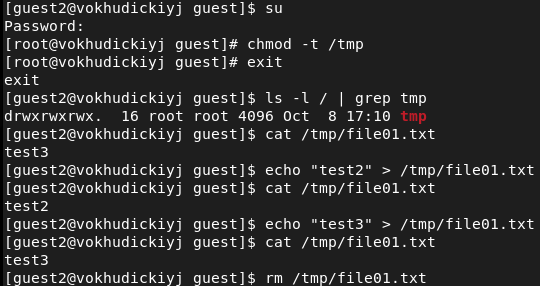 [guest2@vokhudickiyj guest]$ su
Password:
[root@vokhudickiyj guest]# chmod -t /tmp
[root@vokhudickiyj guest]# exit
exit
[guest2@vokhudickiyj guest]$ ls -l / | grep tmp
drwxrwxrwx.  16 root root 4096 Oct  8 17:10 tmp
[guest2@vokhudickiyj guest]$ cat /tmp/file01.txt
test3
[guest2@vokhudickiyj guest]$ echo "test2" > /tmp/file01.txt
[guest2@vokhudickiyj guest]$ cat /tmp/file01.txt
test2
[guest2@vokhudickiyj guest]$ echo "test3" > /tmp/file01.txt
[guest2@vokhudickiyj guest]$ cat /tmp/file01.txt
test3
[guest2@vokhudickiyj guest]$ rm /tmp/file01.txt